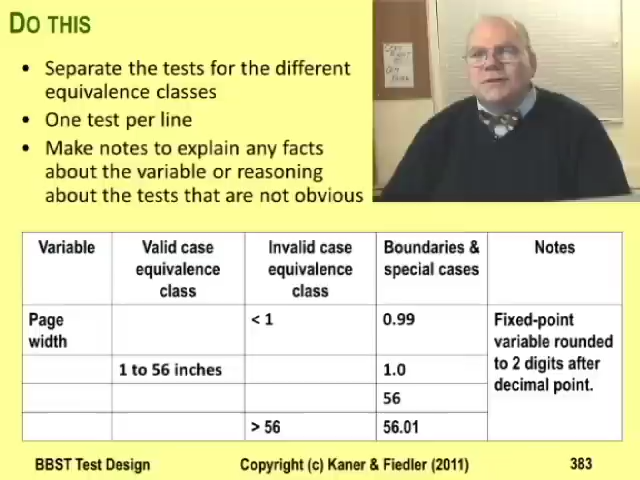 DO THIS
• Separate the tests for the different
equivalence classes
• One test per line
• Make notes to explain any facts
about the variable or reasoning
about the tests that are not obvious
Variable
Valid case
equivalence
class
Invalid case
equivalence
class
Boundaries &
special cases
Notes
Page
width
< 1
0.99
Fixed-point
variable rounded
to 2 digits after
decimal point.
1 to 56 inches
1.0
56
> 56
56.01
BBST Test Design
Copyright (c) Kaner & Fiedler (2011)
383